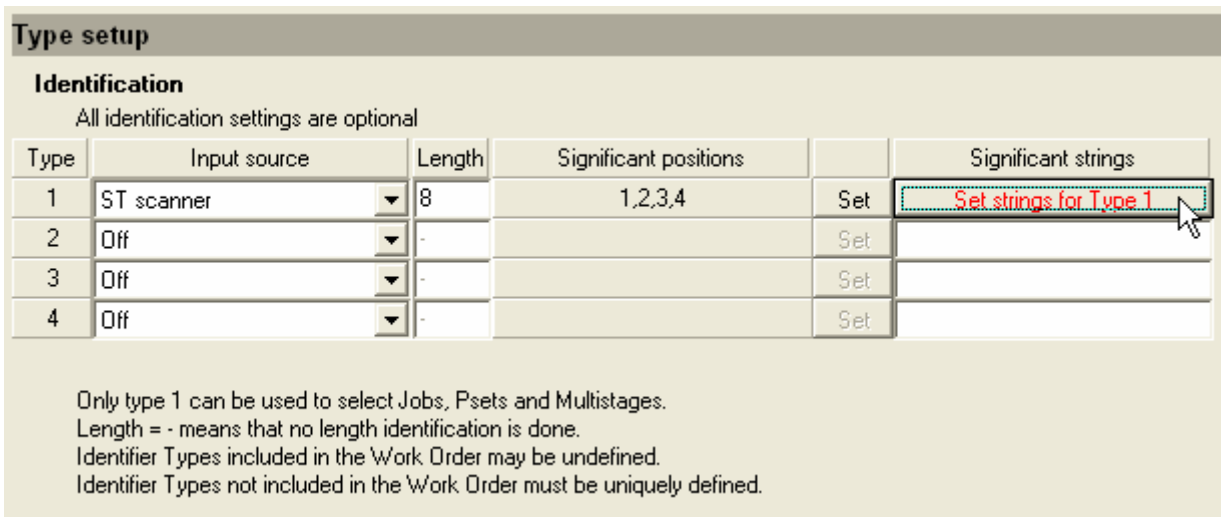 Type setup
Identification
All identification settings are optional
Type Input source Length Significant positions Significant strings
1 ST scanner 8 1,2,3,4 Set Set strings for Type 1
2 Off - Set
3 Off - Set
4 Off - Set
Only type 1 can be used to select Jobs, Psets and Multistages.
Length = - means that no length identification is done.
Identifier Types included in the Work Order may be undefined.
Identifier Types not included in the Work Order must be uniquely defined.